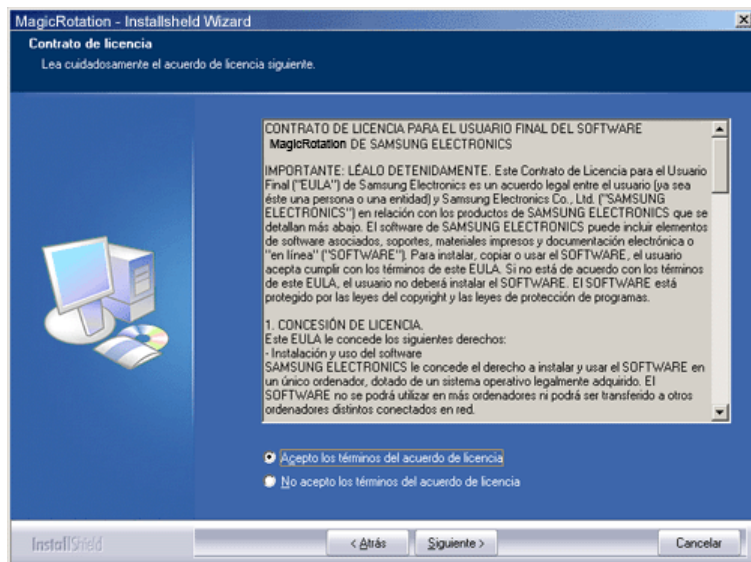 MagicRotation - Installsheld Wizard
Contrato de licencia
Lea cuidadosamente el acuerdo de licencia siguiente.
CONTRATO DE LICENCIA PARA EL USUARIO FINAL DEL SOFTWARE
MagicRotation DE SAMSUNG ELECTRONICS
IMPORTANTE: LÉALO DETENIDAMENTE. Este Contrato de Licencia para el Usuario
Final ("EULA") de Samsung Electronics es un acuerdo legal entre el usuario (ya sea
éste una persona o una entidad) y Samsung Electronics Co., Ltd. ("SAMSUNG
ELECTRONICS") en relación con los productos de SAMSUNG ELECTRONICS que se
detallan más abajo. El software de SAMSUNG ELECTRONICS puede incluir elementos
de software asociados, soportes, materiales impresos y documentación electrónica o
"en línea" ("SOFTWARE"). Para instalar, copiar o usar el SOFTWARE, el usuario
acepta cumplir con los términos de este EULA. Si no está de acuerdo con los términos
de este EULA, el usuario no deberá instalar el SOFTWARE. El SOFTWARE está
protegido por las leyes del copyright y las leyes de protección de programas.
1. CONCESIÓN DE LICENCIA.
Este EULA le concede los siguientes derechos:
- Instalación y uso del software
SAMSUNG ELECTRONICS le concede el derecho a instalar y usar el SOFTWARE en
un único ordenador, dotado de un sistema operativo legalmente adquirido. El
SOFTWARE no se podrá utilizar en más ordenadores ni podrá ser transferido a otros
ordenadores distintos conectados en red.
Acepto los términos del acuerdo de licencia
No acepto los términos del acuerdo de licencia
InstallShield
< Atrás
Siguiente >
Cancelar